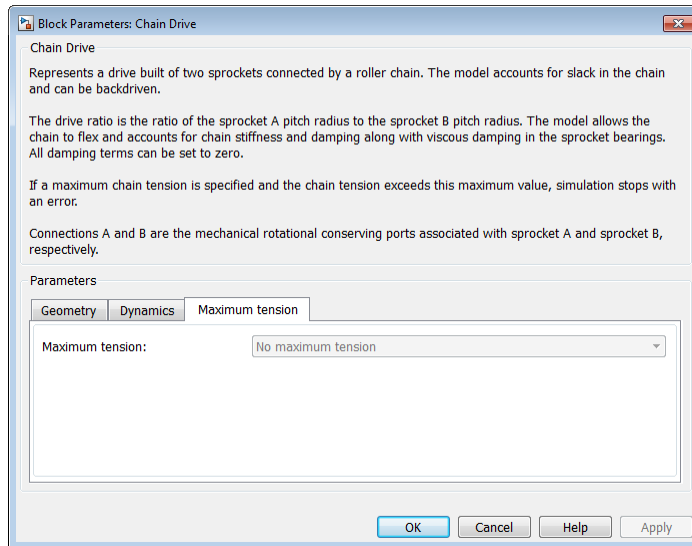 Block Parameters: Chain Drive
Chain Drive
Represents a drive built of two sprockets connected by a roller chain. The model accounts for slack in the chain
and can be backdriven.
The drive ratio is the ratio of the sprocket A pitch radius to the sprocket B pitch radius. The model allows the
chain to flex and accounts for chain stiffness and damping along with viscous damping in the sprocket bearings.
All damping terms can be set to zero.
If a maximum chain tension is specified and the chain tension exceeds this maximum value, simulation stops with
an error.
Connections A and B are the mechanical rotational conserving ports associated with sprocket A and sprocket B,
respectively.
Parameters
Geometry Dynamics Maximum tension
Maximum tension: No maximum tension
OK Cancel Help Apply